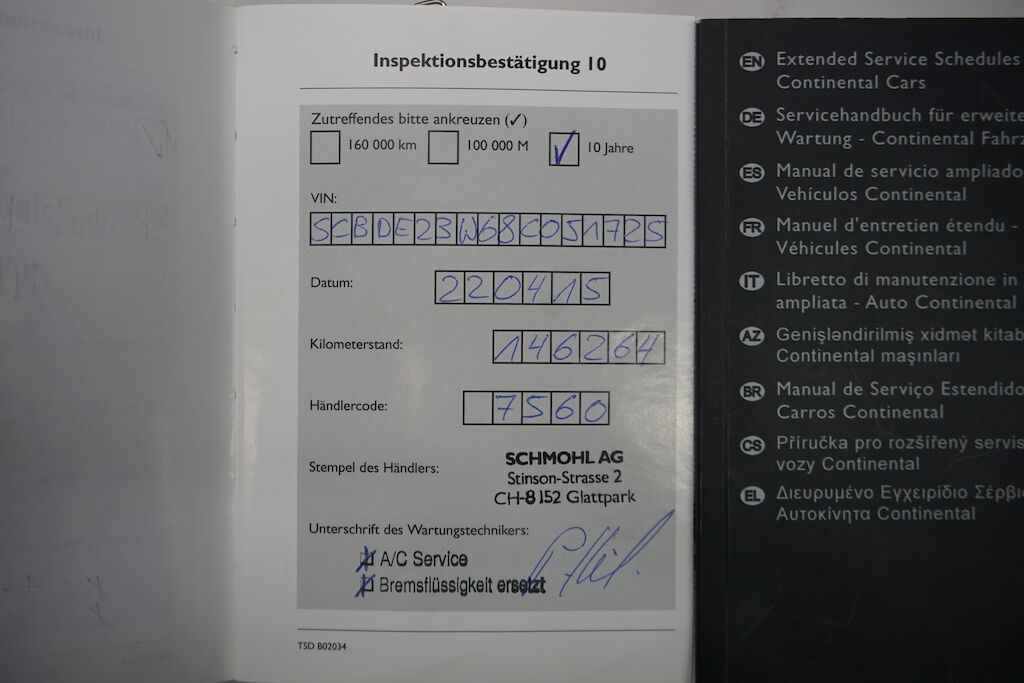 Inspektionsbestätigung 10
Zutreffendes bitte ankreuzen (✓)
160 000 km
100 000 M
✓ 10 Jahre
VIN:
SCBDE23W68C051725
Datum:
220415
Kilometerstand:
146264
Händlercode:
7560
Stempel des Händlers:
SCHMOHL AG
Stinson-Strasse 2
CH-8152 Glattpark
Unterschrift des Wartungstechnikers:
A/C Service
Bremsflüssigkeit ersetzt
TSD B02034
EN Extended Service Schedules
Continental Cars
DE Servicehandbuch für erweite
Wartung - Continental Fahrz
ES Manual de servicio ampliado
Vehículos Continental
FR Manuel d'entretien étendu -
Véhicules Continental
IT Libretto di manutenzione in
ampliata - Auto Continental
AZ Genişləndirilmiş xidmət kitab
Continental maşınları
BR Manual de Serviço Estendido
Carros Continental
CS Příručka pro rozšířený servis
vozy Continental
EL Διευρυμένο Εγχειρίδιο Σέρβι
Αυτοκίνητα Continental